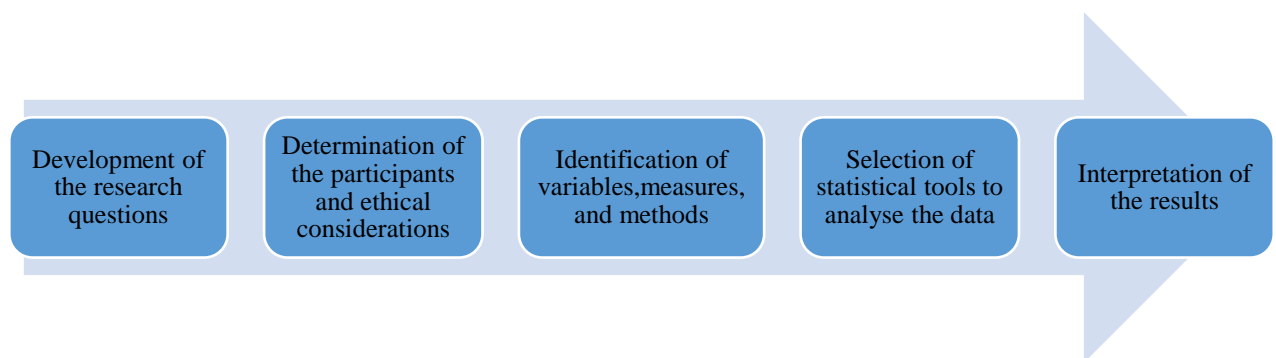 Development of
the research
questions
Determination of
the participants
and ethical
considerations
Identification of
variables,measures,
and methods
Selection of
statistical tools to
analyse the data
Interpretation of
the results